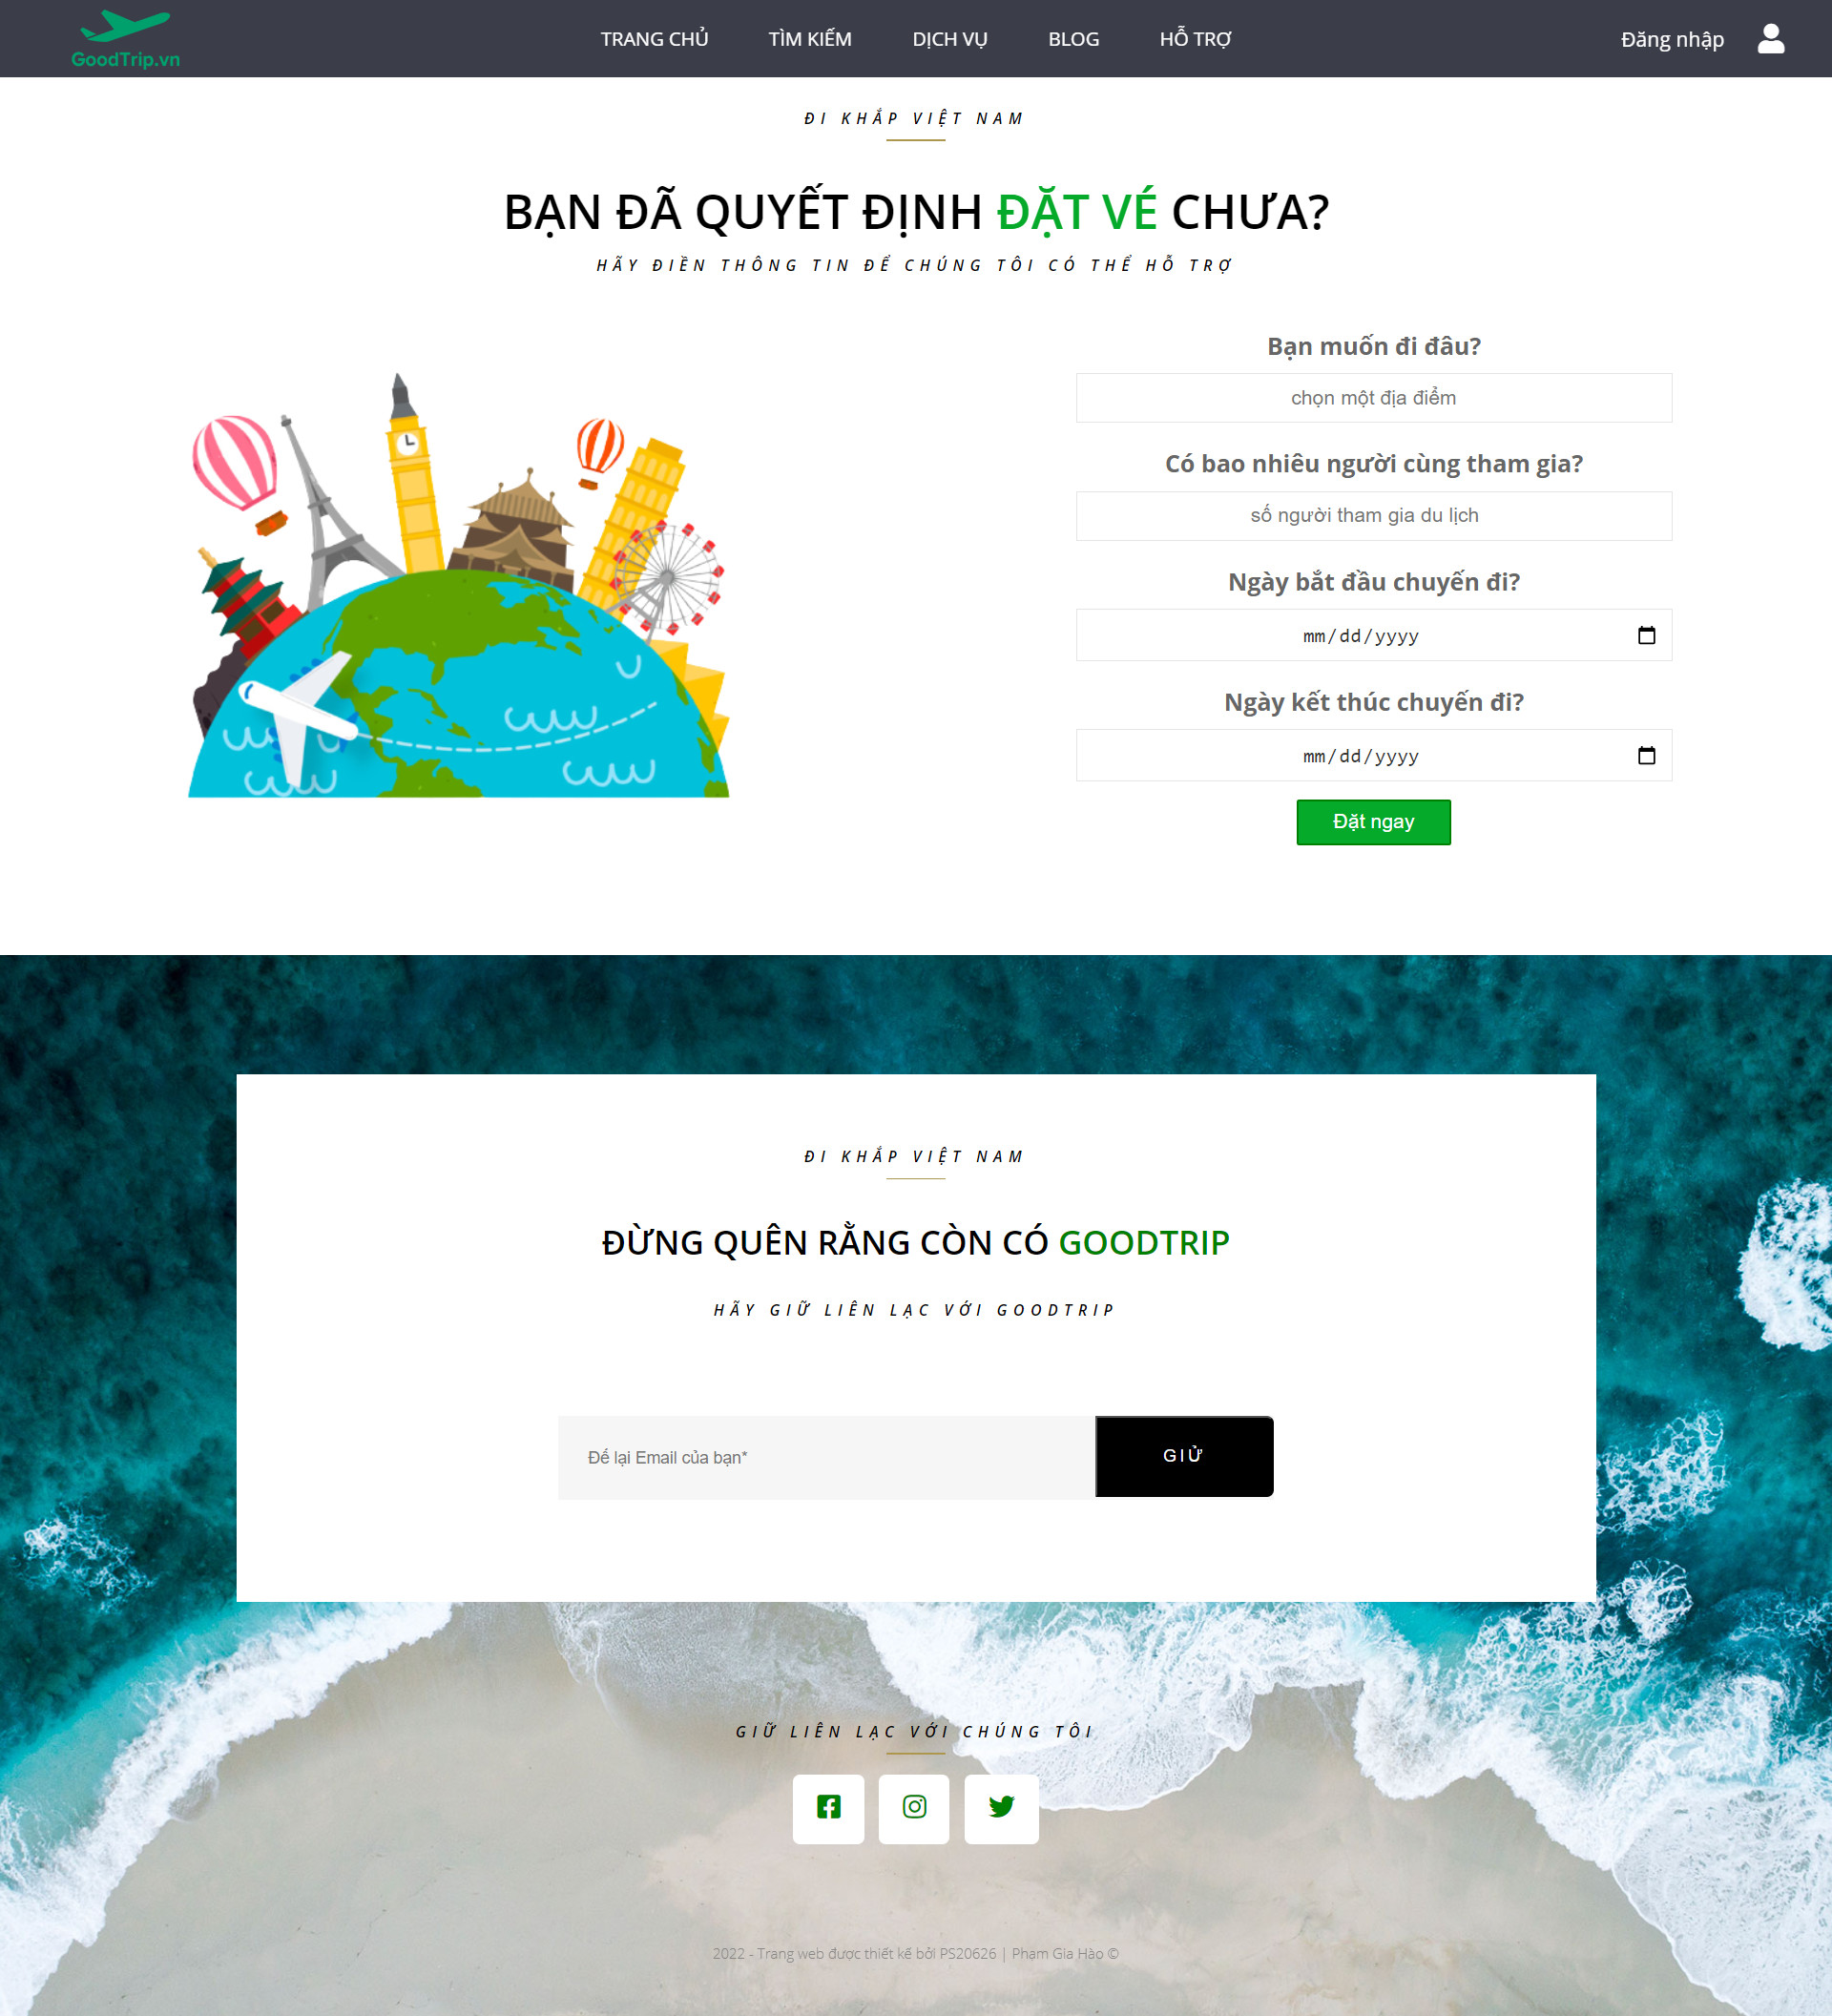 GoodTrip.vn
TRANG CHỦ TÌM KIẾM DỊCH VỤ BLOG HỖ TRỢ Đăng nhập
ĐI KHẮP VIỆT NAM
BẠN ĐÃ QUYẾT ĐỊNH ĐẶT VÉ CHƯA?
HÃY ĐIỀN THÔNG TIN ĐỂ CHÚNG TÔI CÓ THỂ HỖ TRỢ
Bạn muốn đi đâu?
chọn một địa điểm
Có bao nhiêu người cùng tham gia?
số người tham gia du lịch
Ngày bắt đầu chuyến đi?
mm/dd/yyyy
Ngày kết thúc chuyến đi?
mm/dd/yyyy
Đặt ngay
ĐI KHẮP VIỆT NAM
ĐỪNG QUÊN RẰNG CÒN CÓ GOODTRIP
HÃY GIỮ LIÊN LẠC VỚI GOODTRIP
Đế lại Email của bạn*
GIỬ
GIỮ LIÊN LẠC VỚI CHÚNG TÔI
2022 - Trang web được thiết kế bởi PS20626 | Phạm Gia Hào ©